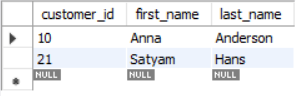 customer_id first_name last_name
10 Anna Anderson
21 Satyam Hans
NULL NULL NULL